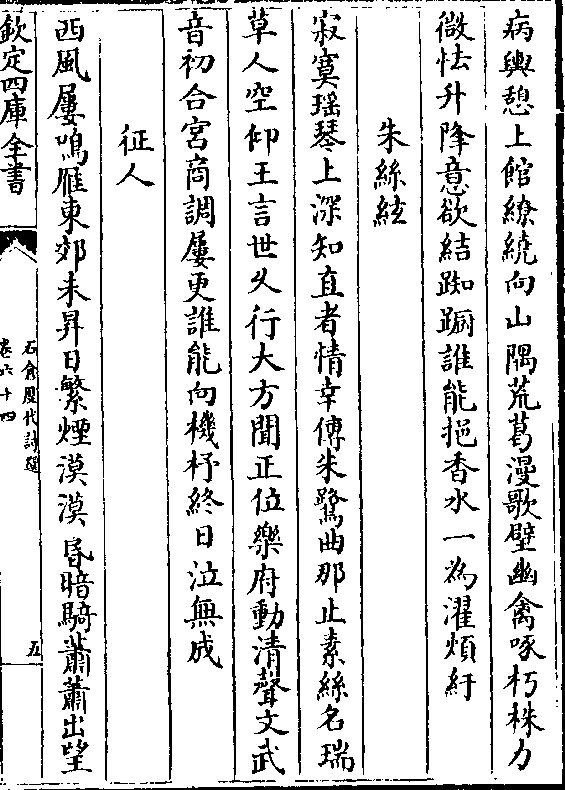 病輿憩上館繚繞向山隅荒葛漫歌壁幽禽啄朽株力
微怯升降意欲結踟蹰誰能挹香水一為濯煩紆
朱絲絃
寂寞瑶琴上深知直者情幸傳朱鷺曲那止素絲名瑞
草人空仰王言世久行大方聞正位樂府動清聲文武
音初合宮商調屢更誰能向機杼終日泣無成
征人
西風屢鳴雁東郊未昇日繁煙漠漠昏暗騎蕭蕭出望
欽定四庫全書
石倉歷代詩選
卷六十四
五